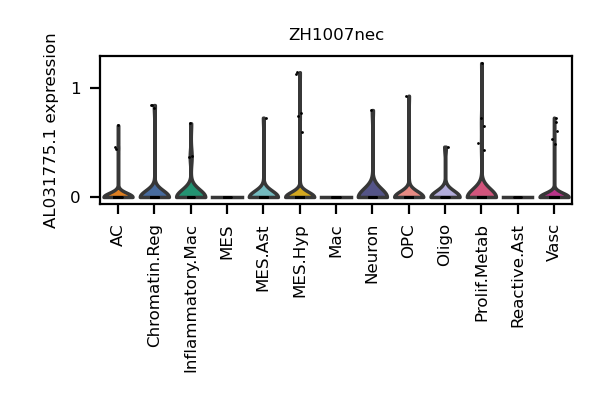 ZH1007nec
AL031775.1 expression
1
0
AC
Chromatin.Reg
Inflammatory.Mac
MES
MES.Ast
MES.Hyp
Mac
Neuron
OPC
Oligo
Prolif.Metab
Reactive.Ast
Vasc